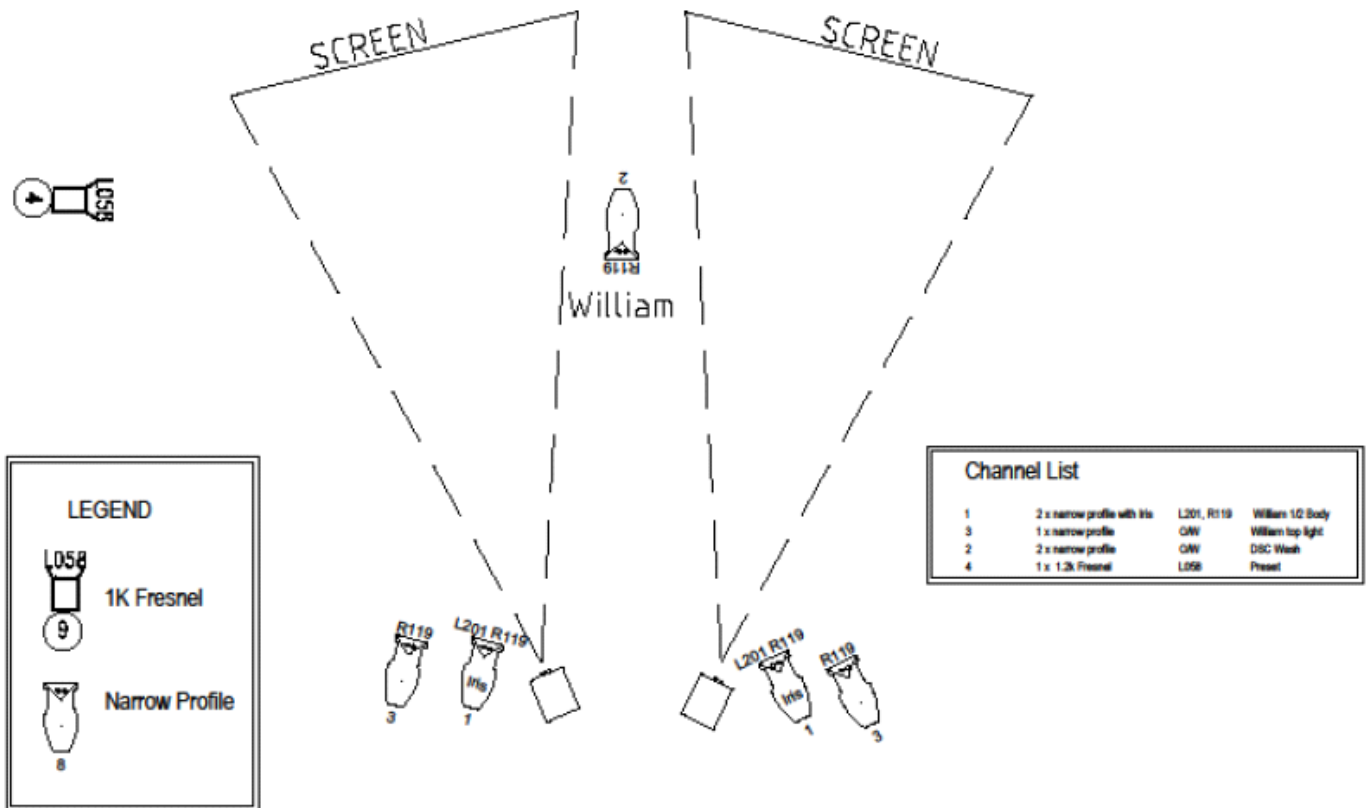 SCREEN
SCREEN
4
L058
2
R119
William
LEGEND
L058
9
1K Fresnel
Narrow Profile
8
R119
3
L201 R119
Iris
1
L201 R119
Iris
1
R119
3
Channel List
1 2 x narrow profile with Iris L201, R119 William 1/2 Body
3 1 x narrow profile O/W William top light
2 2 x narrow profile O/W DSC Wash
4 1 x 1.2k Fresnel L058 Preset